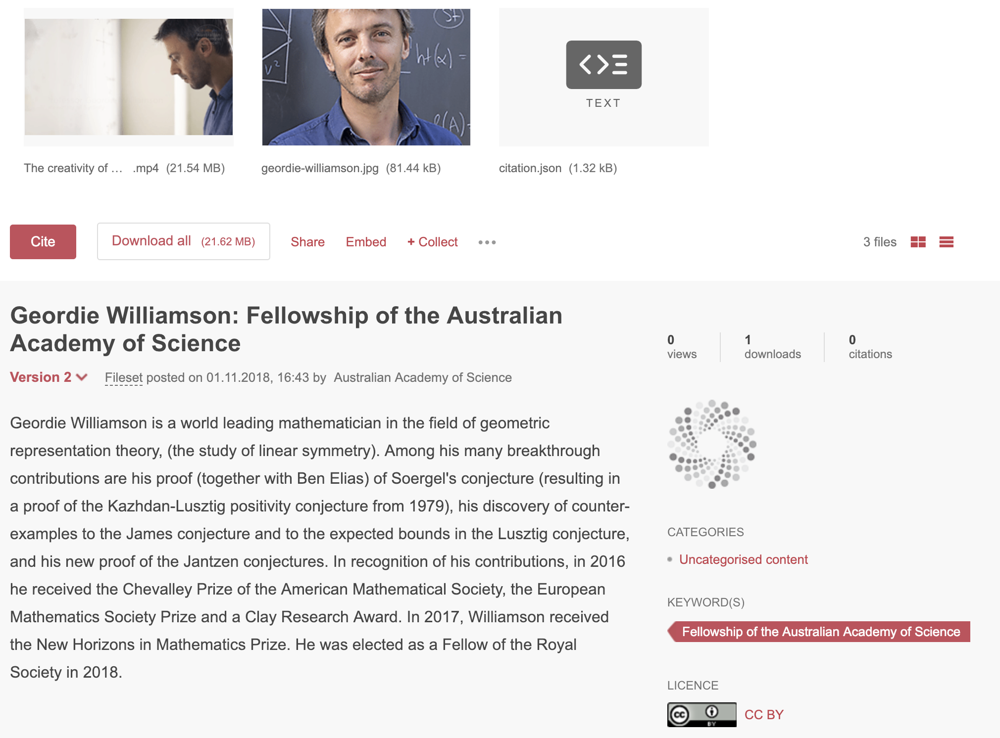 St
v²
ht(x) =
l(A)=
TEXT
The creativity of … .mp4 (21.54 MB)
geordie-williamson.jpg (81.44 kB)
citation.json (1.32 kB)
Cite
Download all (21.62 MB)
Share
Embed
+ Collect
3 files
Geordie Williamson: Fellowship of the Australian
Academy of Science
0
views
1
downloads
0
citations
Version 2
Fileset posted on 01.11.2018, 16:43 by Australian Academy of Science
Geordie Williamson is a world leading mathematician in the field of geometric
representation theory, (the study of linear symmetry). Among his many breakthrough
contributions are his proof (together with Ben Elias) of Soergel's conjecture (resulting in
a proof of the Kazhdan-Lusztig positivity conjecture from 1979), his discovery of counter-
examples to the James conjecture and to the expected bounds in the Lusztig conjecture,
and his new proof of the Jantzen conjectures. In recognition of his contributions, in 2016
he received the Chevalley Prize of the American Mathematical Society, the European
Mathematics Society Prize and a Clay Research Award. In 2017, Williamson received
the New Horizons in Mathematics Prize. He was elected as a Fellow of the Royal
Society in 2018.
CATEGORIES
Uncategorised content
KEYWORD(S)
Fellowship of the Australian Academy of Science
LICENCE
cc
BY
CC BY